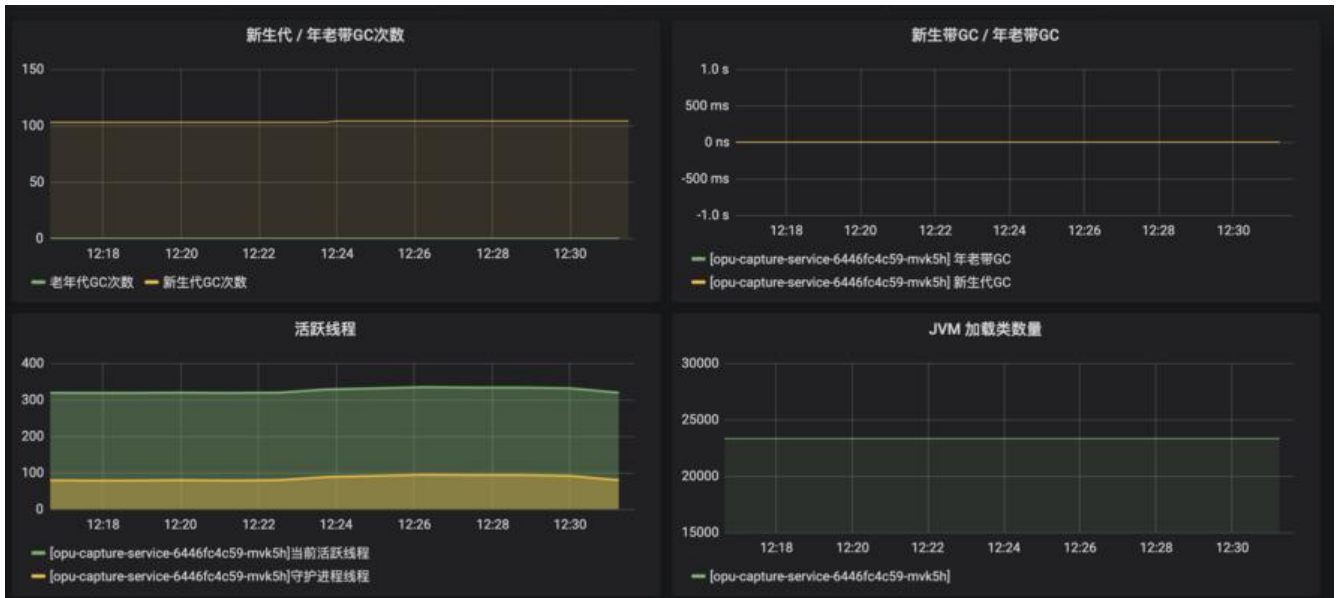 新生代 / 年老带GC次数
150
100
50
0
12:18 12:20 12:22 12:24 12:26 12:28 12:30
老年代GC次数 新生代GC次数
新生带GC / 年老带GC
1.0 s
500 ms
0 ns
-500 ms
-1.0 s
12:18 12:20 12:22 12:24 12:26 12:28 12:30
[opu-capture-service-6446fc4c59-mvk5h] 年老带GC
[opu-capture-service-6446fc4c59-mvk5h] 新生代GC
活跃线程
400
300
200
100
0
12:18 12:20 12:22 12:24 12:26 12:28 12:30
[opu-capture-service-6446fc4c59-mvk5h]当前活跃线程
[opu-capture-service-6446fc4c59-mvk5h]守护进程线程
JVM 加载类数量
30000
25000
20000
15000
12:18 12:20 12:22 12:24 12:26 12:28 12:30
[opu-capture-service-6446fc4c59-mvk5h]